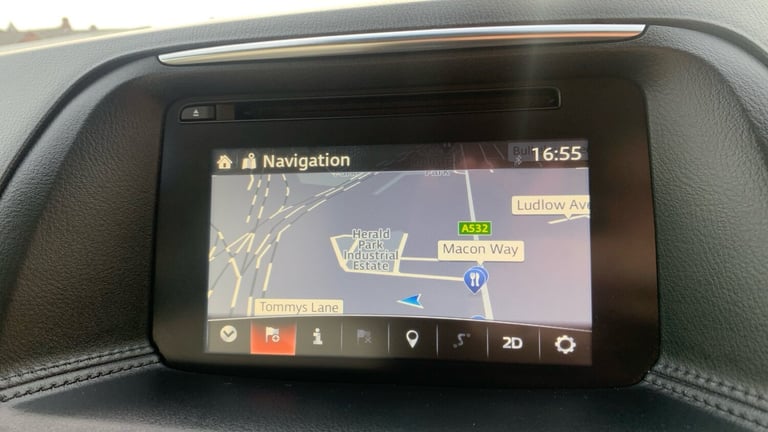 Navigation
16:55
Ludlow Ave
A532
Herald
Park
Industrial
Estate
Macon Way
Tommys Lane
2D